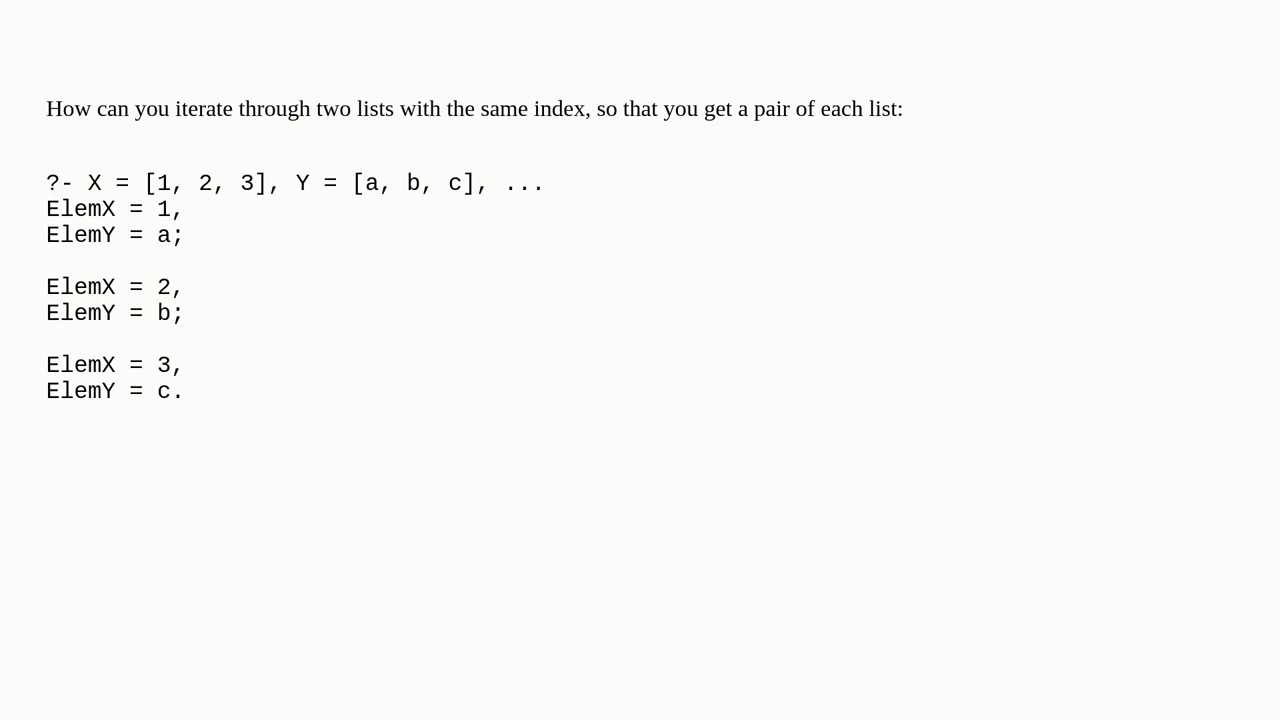 How can you iterate through two lists with the same index, so that you get a pair of each list:
?- X = [1, 2, 3], Y = [a, b, c], ...
ElemX = 1,
ElemY = a;
ElemX = 2,
ElemY = b;
ElemX = 3,
ElemY = c.